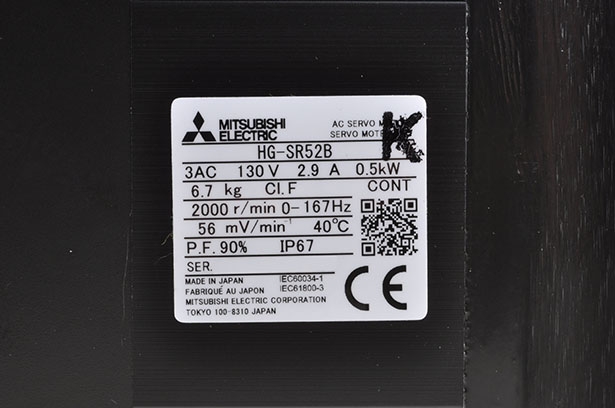 MITSUBISHI
ELECTRIC
AC SERVO
SERVO
K
HG-SR52B
3AC 130 V 2.9 A 0.5kW
6.7 kg Cl.F CONT
2000 r/min 0-167Hz
56 mV/min⁻¹ 40℃
P.F. 90% IP67
SER.
MADE IN JAPAN IEC60034-1
FABRIQUÉ AU JAPON IEC61800-3
MITSUBISHI ELECTRIC CORPORATION
TOKYO 100-8310 JAPAN
CE